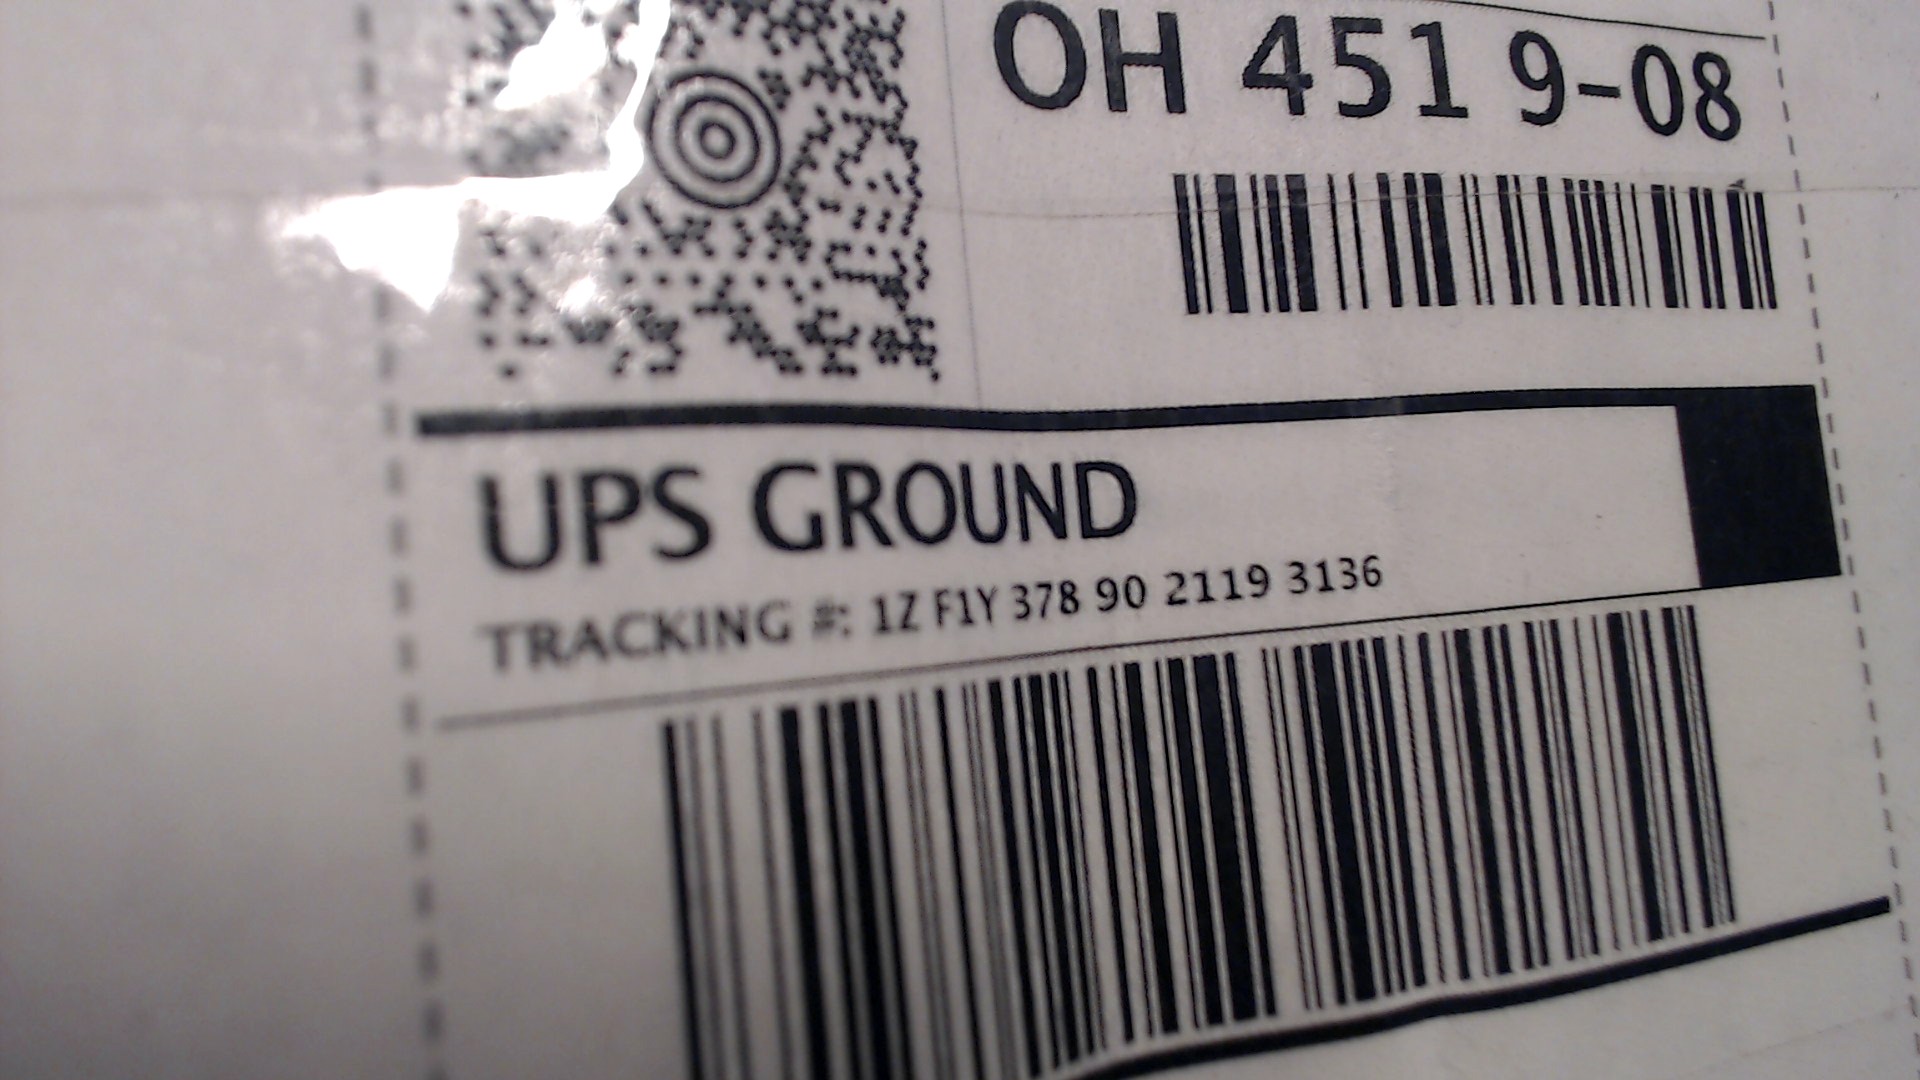 OH 451 9-08
UPS GROUND
TRACKING #: 1Z F1Y 378 90 2119 3136